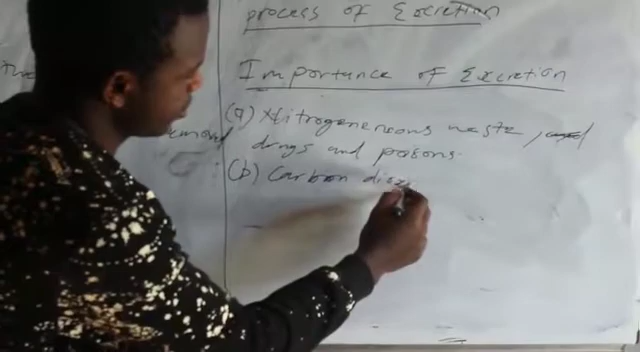 process of Excretion
Importance of Excretion
(a) Nitrogeneous waste,
drugs and poisons.
(b) Carbon diox